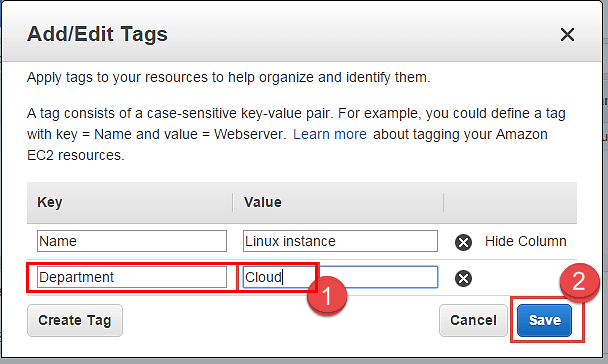 Add/Edit Tags
Apply tags to your resources to help organize and identify them.
A tag consists of a case-sensitive key-value pair. For example, you could define a tag
with key = Name and value = Webserver. Learn more about tagging your Amazon
EC2 resources.
Key Value
Name Linux instance Hide Column
Department Cloud
1
2
Create Tag Cancel Save